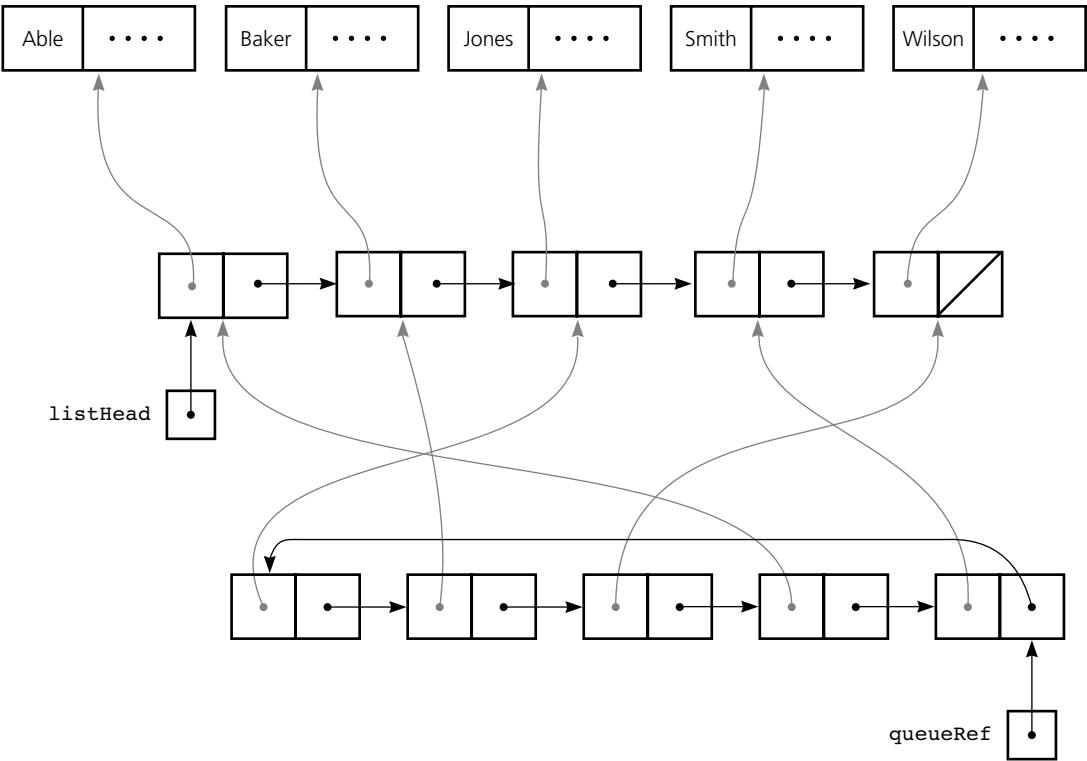 Able • • • • Baker • • • • Jones • • • • Smith • • • • Wilson • • • •
listHead
queueRef